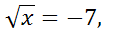 √x = −7,